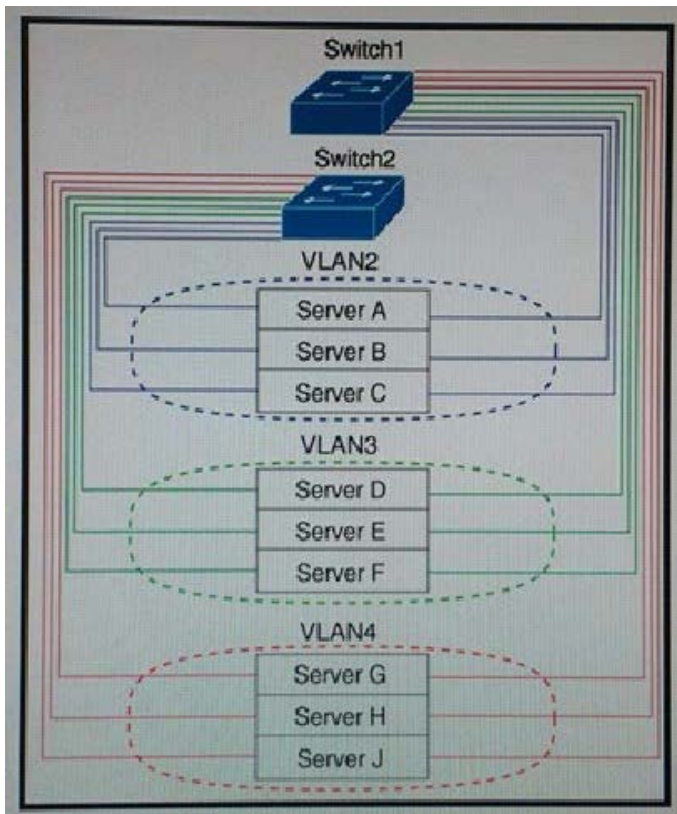 Switch1
Switch2
VLAN2
Server A
Server B
Server C
VLAN3
Server D
Server E
Server F
VLAN4
Server G
Server H
Server J